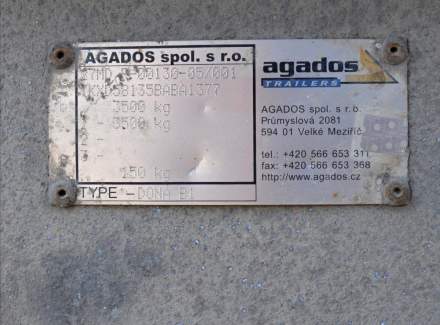 AGADOS spol. s r.o.
3500 kg
- 3500 kg
-
-
150 kg
TYPE - DONA B1
agados
TRAILERS
AGADOS spol. s r.o.
Průmyslová 2081
594 01 Velké Meziříč
tel.: +420 566 653 311
fax: +420 566 653 368
http://www.agados.cz